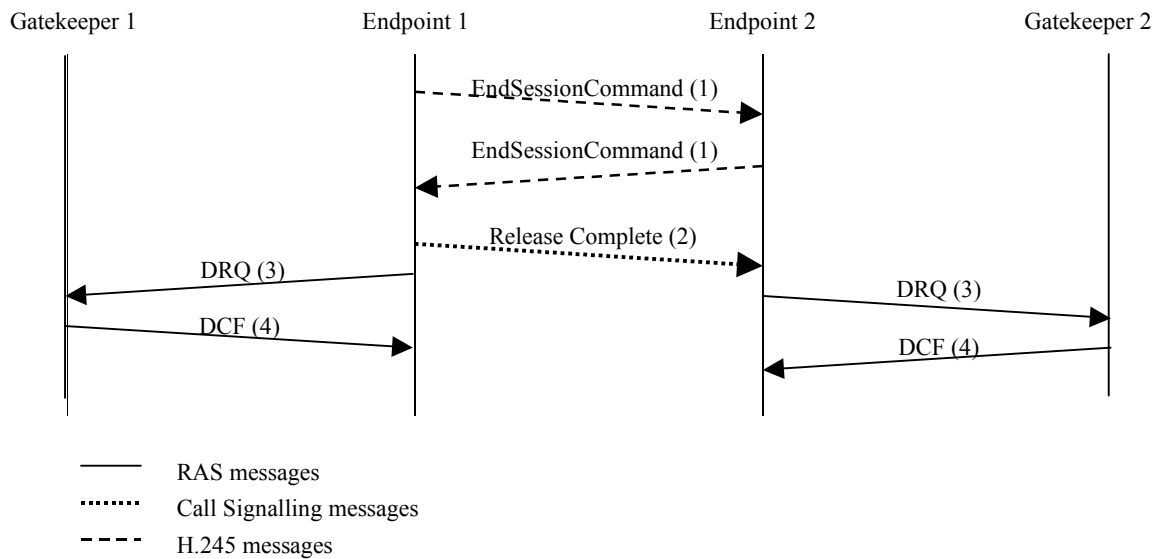 Gatekeeper 1
Endpoint 1
Endpoint 2
Gatekeeper 2
EndSessionCommand (1)
EndSessionCommand (1)
Release Complete (2)
DRQ (3)
DRQ (3)
DCF (4)
DCF (4)
RAS messages
Call Signalling messages
H.245 messages